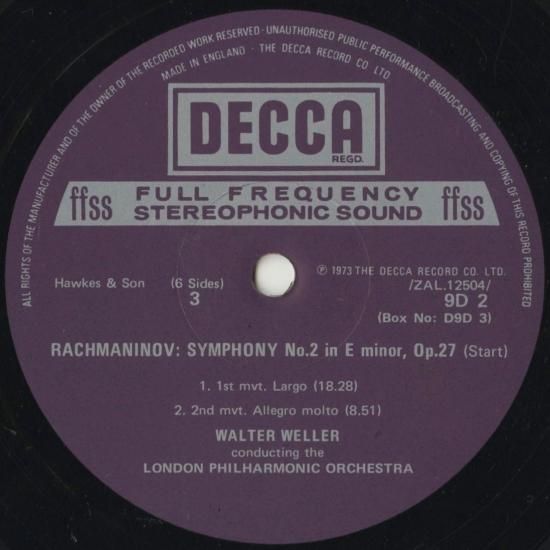 ALL RIGHTS OF THE MANUFACTURER AND OF THE OWNER OF THE RECORDED WORK RESERVED · UNAUTHORISED PUBLIC PERFORMANCE BROADCASTING AND COPYING OF THIS RECORD PROHIBITED
MADE IN ENGLAND · THE DECCA RECORD CO LTD
DECCA
REGD.
ffss FULL FREQUENCY ffss
STEREOPHONIC SOUND
Hawkes & Son (6 Sides)
3
℗ 1973 THE DECCA RECORD CO. LTD.
/ZAL.12504/
9D 2
(Box No: D9D 3)
RACHMANINOV: SYMPHONY No.2 in E minor, Op.27 (Start)
1. 1st mvt. Largo (18.28)
2. 2nd mvt. Allegro molto (8.51)
WALTER WELLER
conducting the
LONDON PHILHARMONIC ORCHESTRA